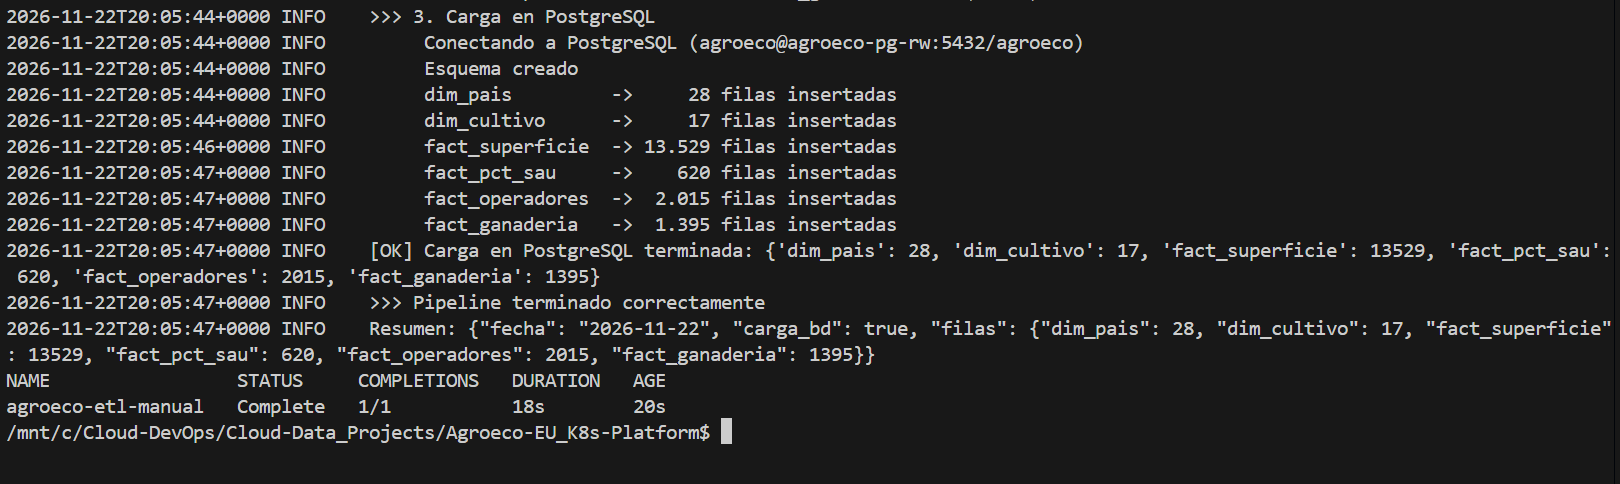 2026-11-22T20:05:44+0000 INFO    >>> 3. Carga en PostgreSQL
2026-11-22T20:05:44+0000 INFO         Conectando a PostgreSQL (agroeco@agroeco-pg-rw:5432/agroeco)
2026-11-22T20:05:44+0000 INFO         Esquema creado
2026-11-22T20:05:44+0000 INFO         dim_pais         ->     28 filas insertadas
2026-11-22T20:05:44+0000 INFO         dim_cultivo      ->     17 filas insertadas
2026-11-22T20:05:46+0000 INFO         fact_superficie  -> 13.529 filas insertadas
2026-11-22T20:05:47+0000 INFO         fact_pct_sau     ->    620 filas insertadas
2026-11-22T20:05:47+0000 INFO         fact_operadores  ->  2.015 filas insertadas
2026-11-22T20:05:47+0000 INFO         fact_ganaderia   ->  1.395 filas insertadas
2026-11-22T20:05:47+0000 INFO    [OK] Carga en PostgreSQL terminada: {'dim_pais': 28, 'dim_cultivo': 17, 'fact_superficie': 13529, 'fact_pct_sau':
 620, 'fact_operadores': 2015, 'fact_ganaderia': 1395}
2026-11-22T20:05:47+0000 INFO    >>> Pipeline terminado correctamente
2026-11-22T20:05:47+0000 INFO    Resumen: {"fecha": "2026-11-22", "carga_bd": true, "filas": {"dim_pais": 28, "dim_cultivo": 17, "fact_superficie"
: 13529, "fact_pct_sau": 620, "fact_operadores": 2015, "fact_ganaderia": 1395}}
NAME                 STATUS     COMPLETIONS   DURATION   AGE
agroeco-etl-manual   Complete   1/1           18s        20s
/mnt/c/Cloud-DevOps/Cloud-Data_Projects/Agroeco-EU_K8s-Platform$